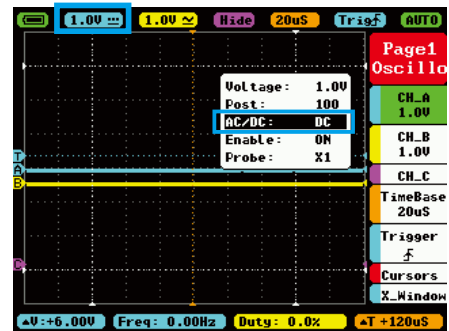 1.0V 1.0V Hide 20uS Trig AUTO
Page1
Oscillo
Voltage: 1.0V
Post: 100
AC/DC: DC
Enable: ON
Probe: X1
CH_A
1.0V
CH_B
1.0V
CH_C
TimeBase
20uS
Trigger
Cursors
X_Window
T
A
B
C
▲V:+6.00V Freq: 0.00Hz Duty: 0.0% ▲T +120uS